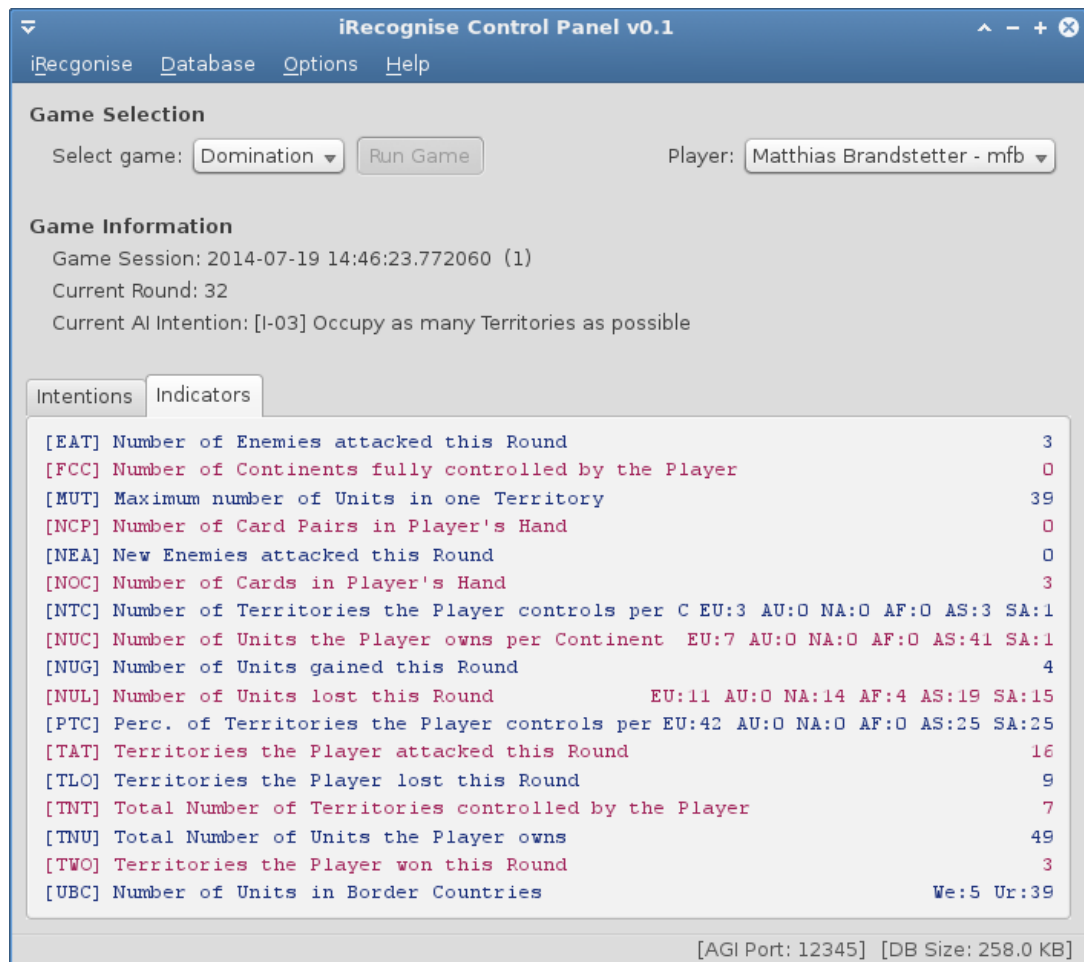 iRecognise Control Panel v0.1
iRecgonise Database Options Help
Game Selection
Select game: Domination Run Game Player: Matthias Brandstetter - mfb
Game Information
Game Session: 2014-07-19 14:46:23.772060 (1)
Current Round: 32
Current AI Intention: [I-03] Occupy as many Territories as possible
Intentions Indicators
[EAT] Number of Enemies attacked this Round 3
[FCC] Number of Continents fully controlled by the Player 0
[MUT] Maximum number of Units in one Territory 39
[NCP] Number of Card Pairs in Player's Hand 0
[NEA] New Enemies attacked this Round 0
[NOC] Number of Cards in Player's Hand 3
[NTC] Number of Territories the Player controls per C EU:3 AU:0 NA:0 AF:0 AS:3 SA:1
[NUC] Number of Units the Player owns per Continent EU:7 AU:0 NA:0 AF:0 AS:41 SA:1
[NUG] Number of Units gained this Round 4
[NUL] Number of Units lost this Round EU:11 AU:0 NA:14 AF:4 AS:19 SA:15
[PTC] Perc. of Territories the Player controls per EU:42 AU:0 NA:0 AF:0 AS:25 SA:25
[TAT] Territories the Player attacked this Round 16
[TLO] Territories the Player lost this Round 9
[TNT] Total Number of Territories controlled by the Player 7
[TNU] Total Number of Units the Player owns 49
[TWO] Territories the Player won this Round 3
[UBC] Number of Units in Border Countries We:5 Ur:39
[AGI Port: 12345] [DB Size: 258.0 KB]